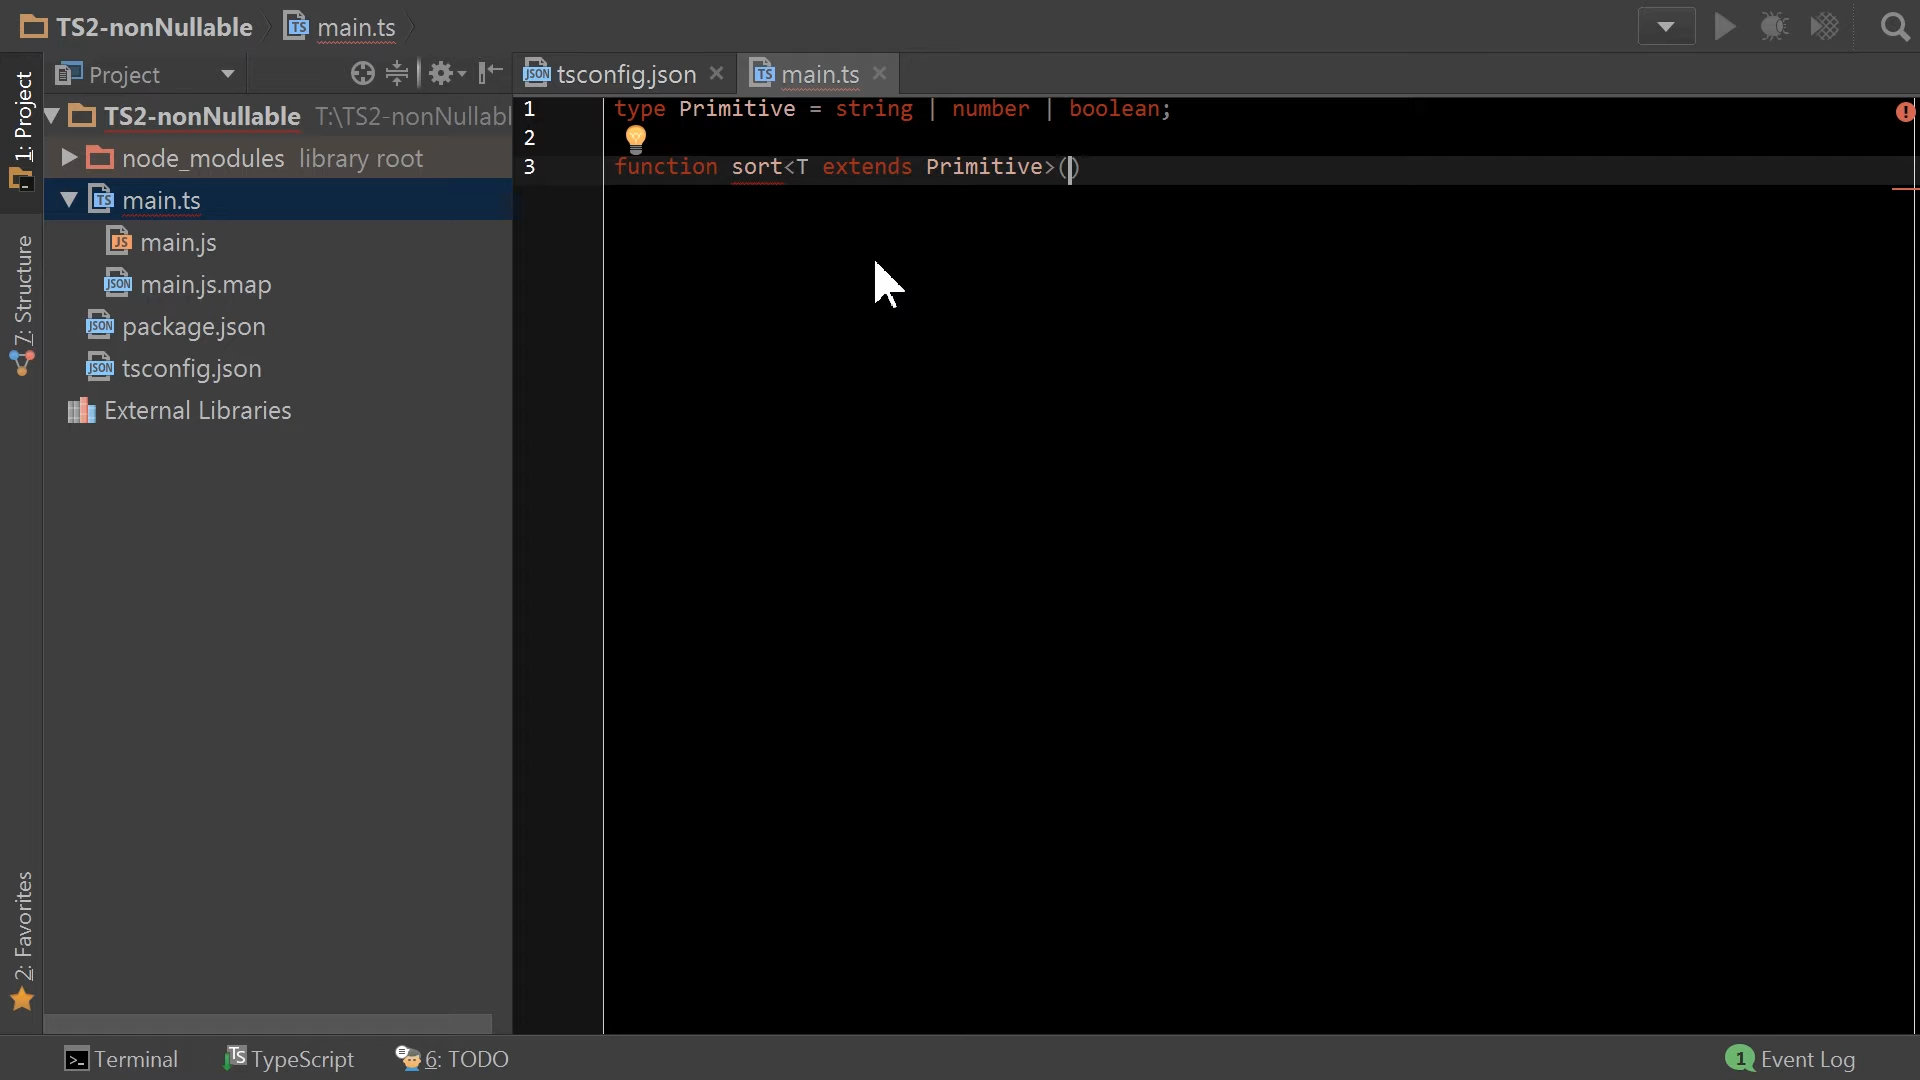 TS2-nonNullable main.ts
1: Project
Project
tsconfig.json main.ts
TS2-nonNullable T:\TS2-nonNullabl
node_modules library root
main.ts
main.js
main.js.map
package.json
tsconfig.json
External Libraries
7: Structure
2: Favorites
1 type Primitive = string | number | boolean;
2
3 function sort<T extends Primitive>()
Terminal TypeScript 6: TODO 1 Event Log